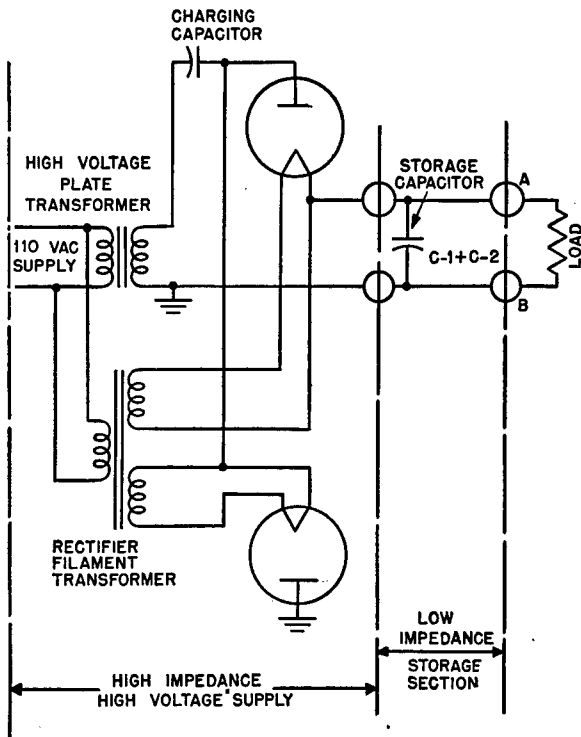 CHARGING
CAPACITOR
HIGH VOLTAGE
PLATE
TRANSFORMER
110 VAC
SUPPLY
STORAGE
CAPACITOR
C-1+C-2
A
B
LOAD
RECTIFIER
FILAMENT
TRANSFORMER
LOW
IMPEDANCE
STORAGE
SECTION
HIGH IMPEDANCE
HIGH VOLTAGE SUPPLY